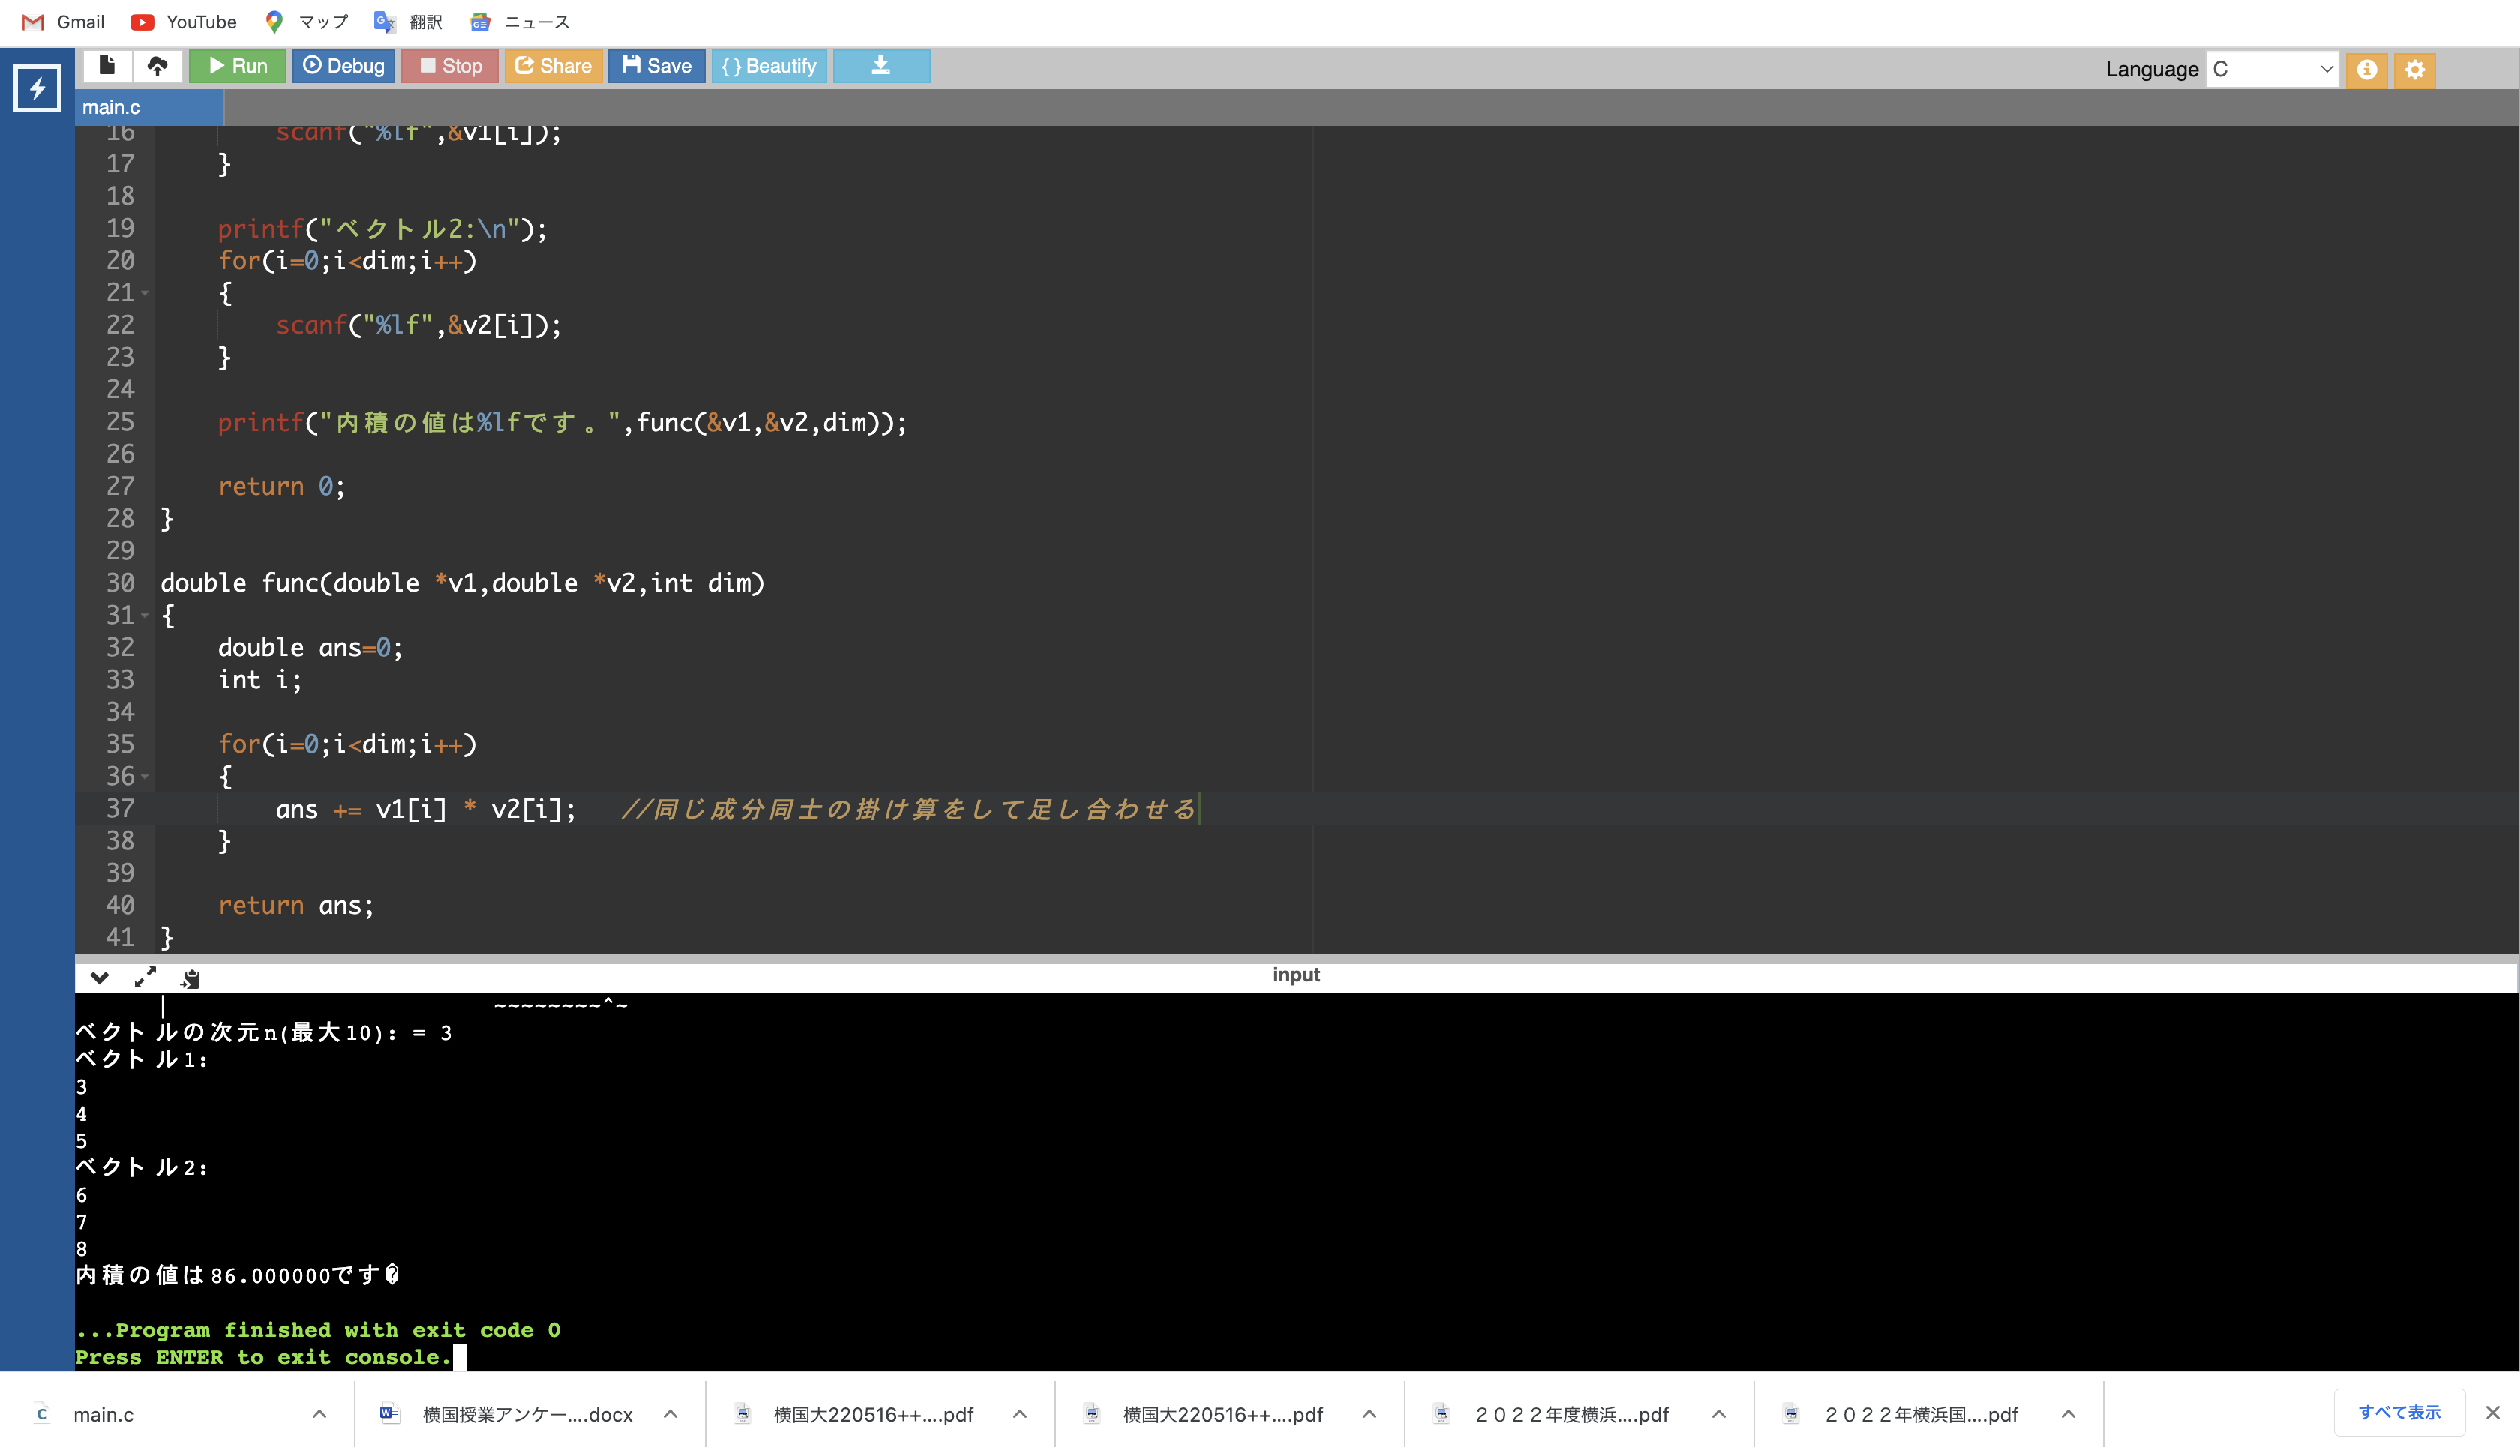 Gmail YouTube マップ 翻訳 ニュース
Run Debug Stop Share Save {} Beautify Language C
main.c
16 scanf("%lf",&v1[i]);
17 }
18
19 printf("ベクトル2:\n");
20 for(i=0;i<dim;i++)
21 {
22 scanf("%lf",&v2[i]);
23 }
24
25 printf("内積の値は%lfです。",func(&v1,&v2,dim));
26
27 return 0;
28 }
29
30 double func(double *v1,double *v2,int dim)
31 {
32 double ans=0;
33 int i;
34
35 for(i=0;i<dim;i++)
36 {
37 ans += v1[i] * v2[i]; //同じ成分同士の掛け算をして足し合わせる
38 }
39
40 return ans;
41 }
input
| ~~~~~~~~^~
ベクトルの次元n(最大10): = 3
ベクトル1:
3
4
5
ベクトル2:
6
7
8
内積の値は86.000000です�
...Program finished with exit code 0
Press ENTER to exit console.
main.c 横国授業アンケー....docx 横国大220516++....pdf 横国大220516++....pdf ２０２２年度横浜....pdf ２０２２年横浜国....pdf すべて表示